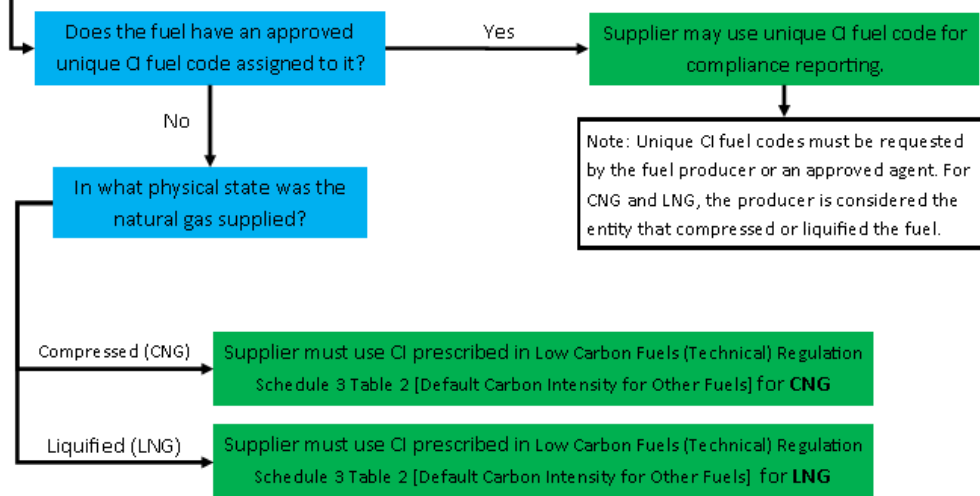 Does the fuel have an approved
unique CI fuel code assigned to it?
Yes
Supplier may use unique CI fuel code for
compliance reporting.
No
Note: Unique CI fuel codes must be requested
by the fuel producer or an approved agent. For
CNG and LNG, the producer is considered the
entity that compressed or liquified the fuel.
In what physical state was the
natural gas supplied?
Compressed (CNG)
Supplier must use CI prescribed in Low Carbon Fuels (Technical) Regulation
Schedule 3 Table 2 [Default Carbon Intensity for Other Fuels] for CNG
Liquified (LNG)
Supplier must use CI prescribed in Low Carbon Fuels (Technical) Regulation
Schedule 3 Table 2 [Default Carbon Intensity for Other Fuels] for LNG